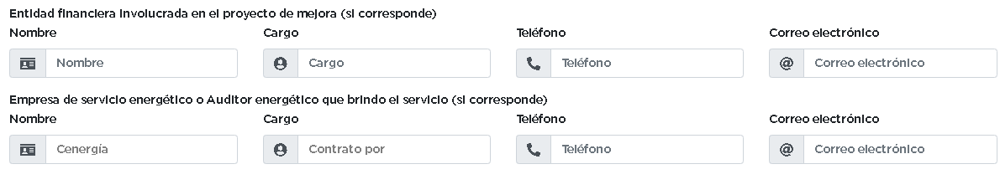 Entidad financiera involucrada en el proyecto de mejora (si corresponde)
Nombre Cargo Teléfono Correo electrónico
Nombre Cargo Teléfono Correo electrónico
Empresa de servicio energético o Auditor energético que brindo el servicio (si corresponde)
Nombre Cargo Teléfono Correo electrónico
Cenergía Contrato por Teléfono Correo electrónico